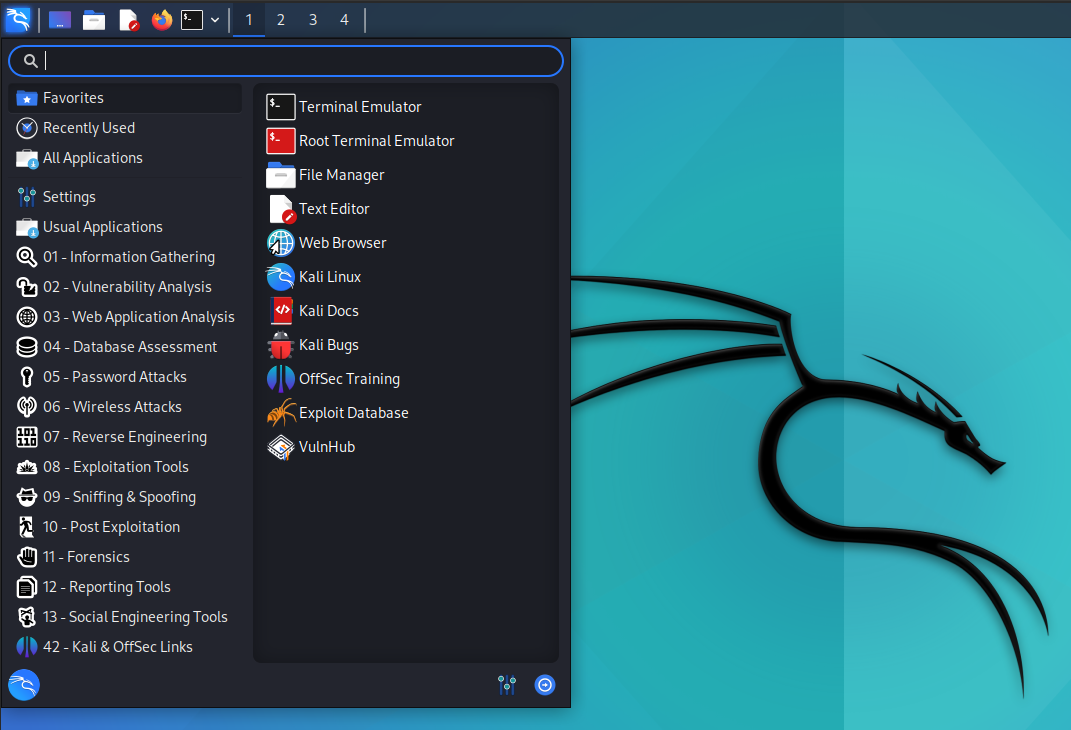 1 2 3 4
Favorites
Recently Used
All Applications
Settings
Usual Applications
01 - Information Gathering
02 - Vulnerability Analysis
03 - Web Application Analysis
04 - Database Assessment
05 - Password Attacks
06 - Wireless Attacks
07 - Reverse Engineering
08 - Exploitation Tools
09 - Sniffing & Spoofing
10 - Post Exploitation
11 - Forensics
12 - Reporting Tools
13 - Social Engineering Tools
42 - Kali & OffSec Links
Terminal Emulator
Root Terminal Emulator
File Manager
Text Editor
Web Browser
Kali Linux
Kali Docs
Kali Bugs
OffSec Training
Exploit Database
VulnHub